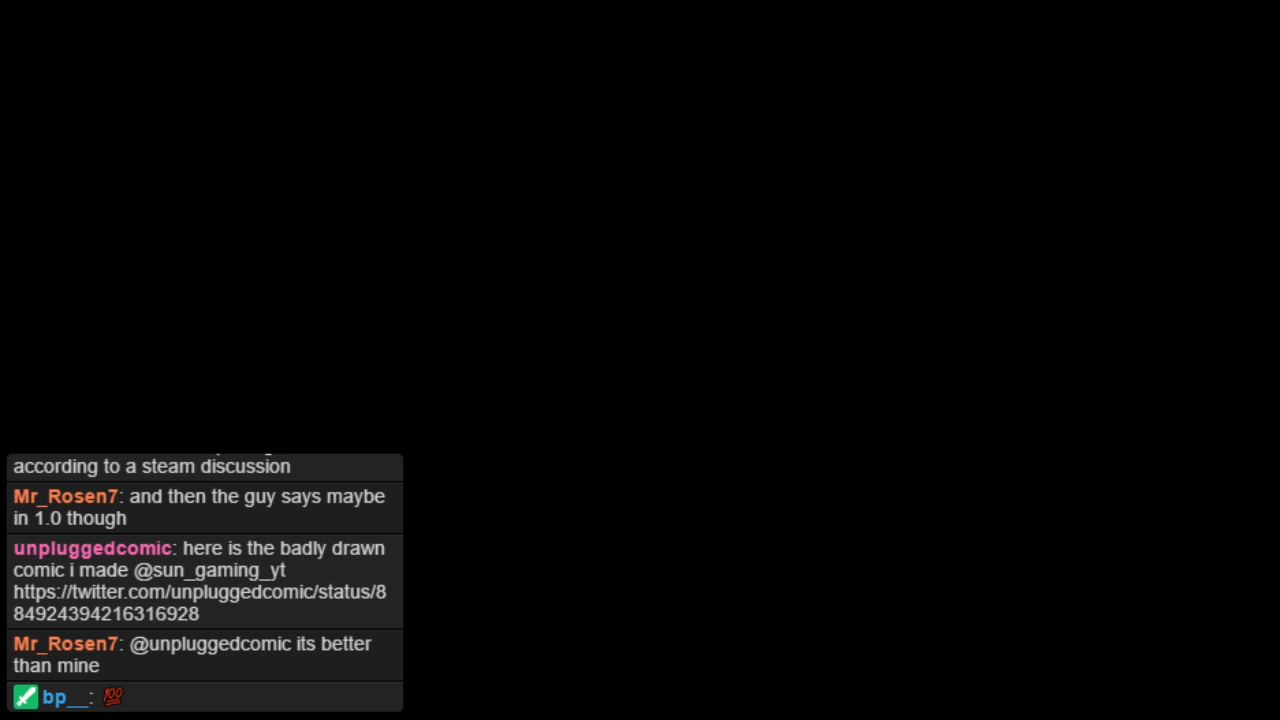 according to a steam discussion
Mr_Rosen7: and then the guy says maybe
in 1.0 though
unpluggedcomic: here is the badly drawn
comic i made @sun_gaming_yt
https://twitter.com/unpluggedcomic/status/8
84924394216316928
Mr_Rosen7: @unpluggedcomic its better
than mine
bp__: 💯